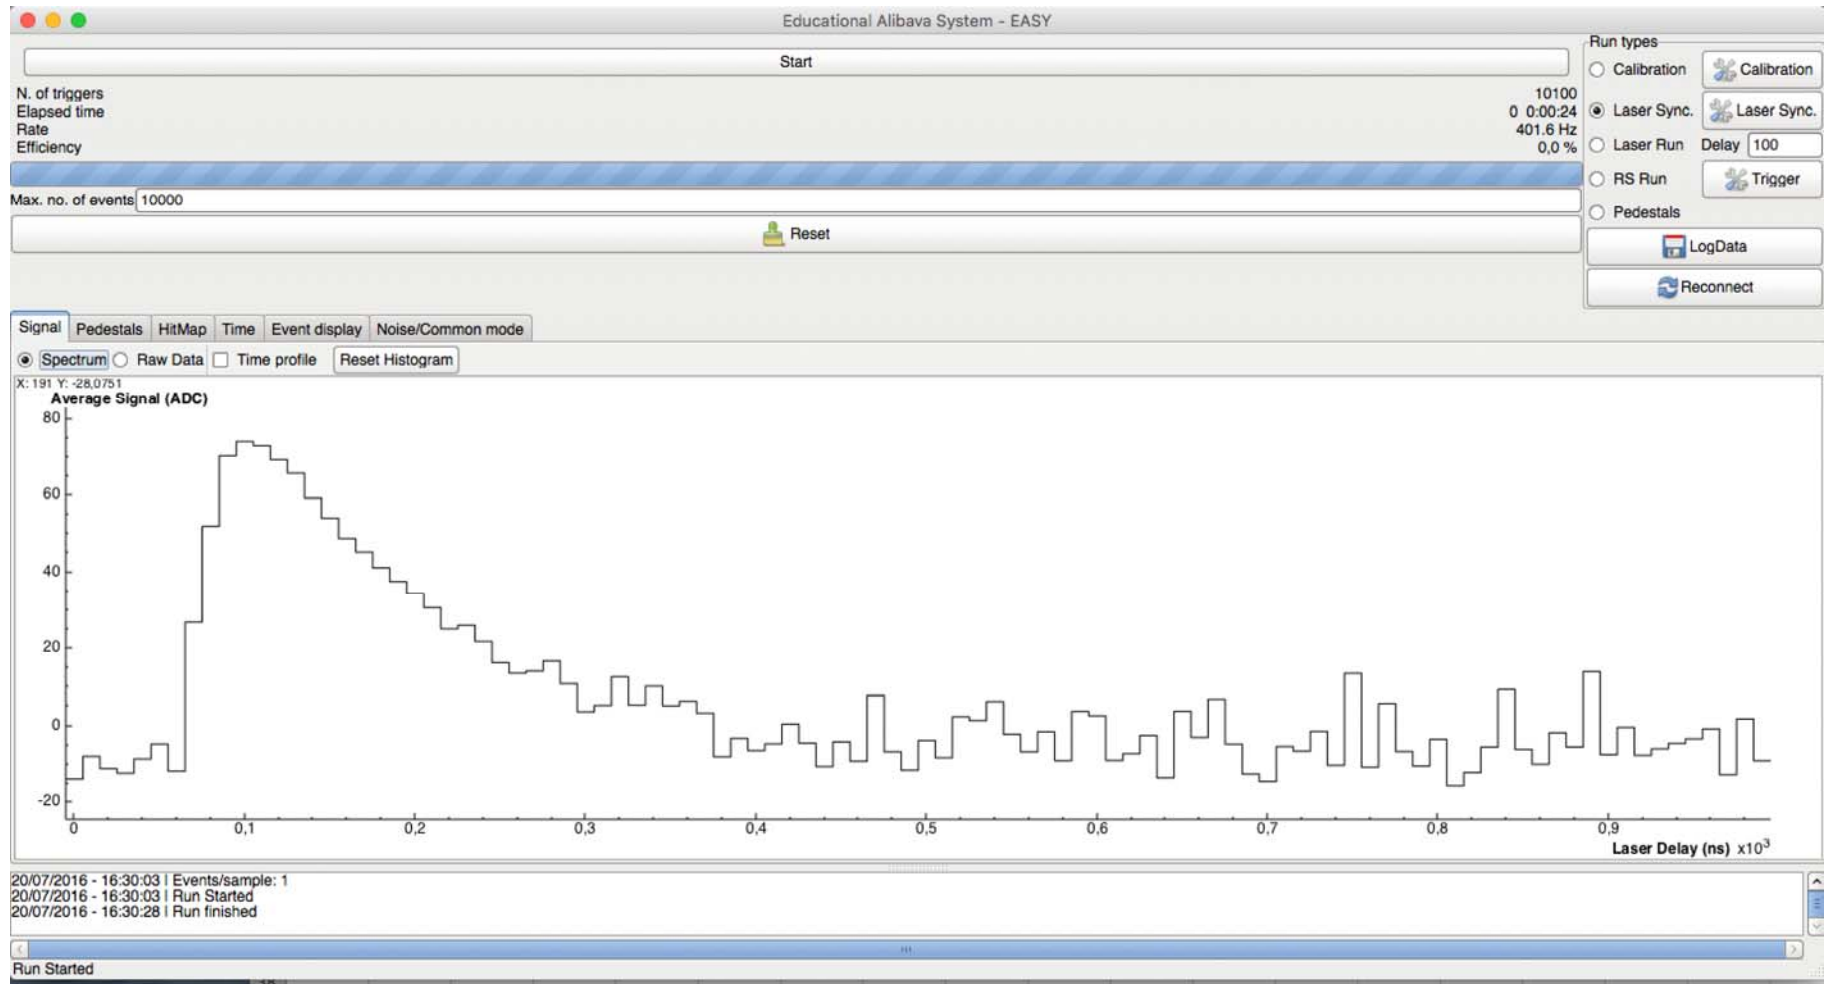 Educational Alibava System - EASY
Start
N. of triggers 10100
Elapsed time 0 0:00:24
Rate 401.6 Hz
Efficiency 0,0 %
Max. no. of events 10000
Reset
Run types
Calibration Calibration
Laser Sync. Laser Sync.
Laser Run Delay 100
RS Run Trigger
Pedestals
LogData
Reconnect
Signal Pedestals HitMap Time Event display Noise/Common mode
Spectrum Raw Data Time profile Reset Histogram
X: 191 Y: -28,0751
Average Signal (ADC)
80
60
40
20
0
-20
0 0,1 0,2 0,3 0,4 0,5 0,6 0,7 0,8 0,9
Laser Delay (ns) x10³
20/07/2016 - 16:30:03 | Events/sample: 1
20/07/2016 - 16:30:03 | Run Started
20/07/2016 - 16:30:28 | Run finished
Run Started